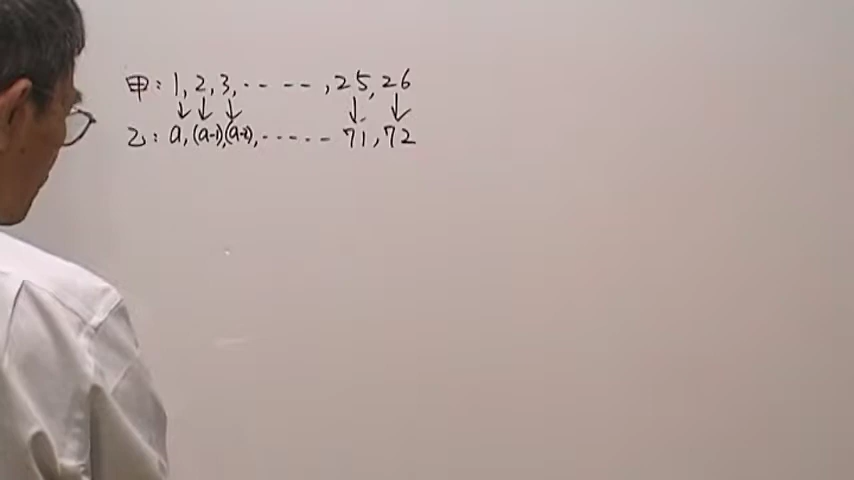 甲: 1, 2, 3, ‥ ‥ , 25, 26
↓ ↓ ↓ ↓ ↓
乙: a, (a-1), (a-2), ‥‥‥ 71, 72